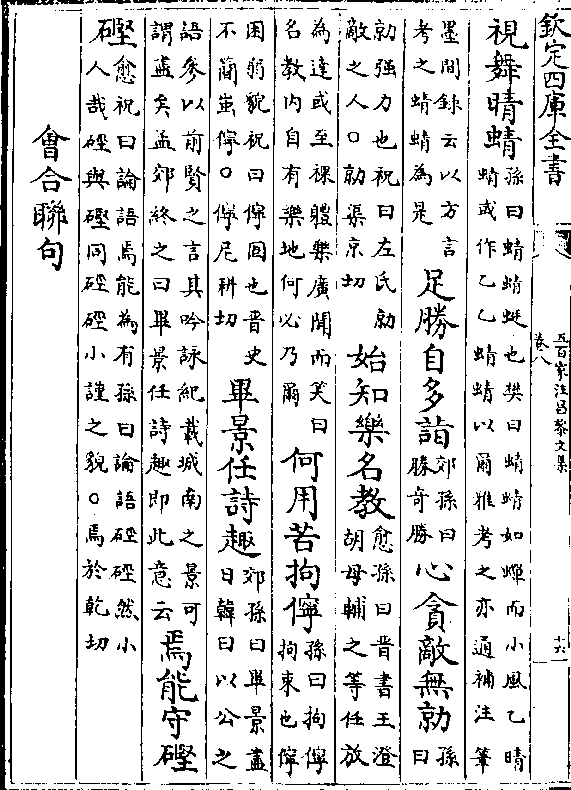 欽定四庫全書
五百家注昌黎文集
卷八
十六
視舞晴蜻
孫曰蜻蜻蜓也樊曰蜻蜻如蟬而小風乙晴
蜻或作乙乙蜻蜻以爾雅考之亦通補注筆
墨間録云以方言
考之蜻蜻為是
足勝自多詣
郊孫曰
勝奇勝
心貪敵無勍
孫
曰
勍强力也祝曰左氏勍
敵之人○勍渠京切
始知樂名教
愈孫曰晋書王澄
胡母輔之等任放
為達或至裸體樂廣聞而笑曰
名教内自有樂地何必乃爾
何用苦拘儜
孫曰拘儜
拘束也儜
困弱貌祝曰儜困也晋史
不簡蚩儜○儜尼耕切
畢景任詩趣
郊孫曰畢景盡
日韓曰以公之
語参以前賢之言其吟詠紀載城南之景可
謂盡矣孟郊終之曰畢景任詩趣即此意云
焉能守硜
硜
愈祝曰論語焉能為有孫曰論語硜硜然小
人哉硜與硜同硜硜小謹之貌○焉於乾切
會合聯句